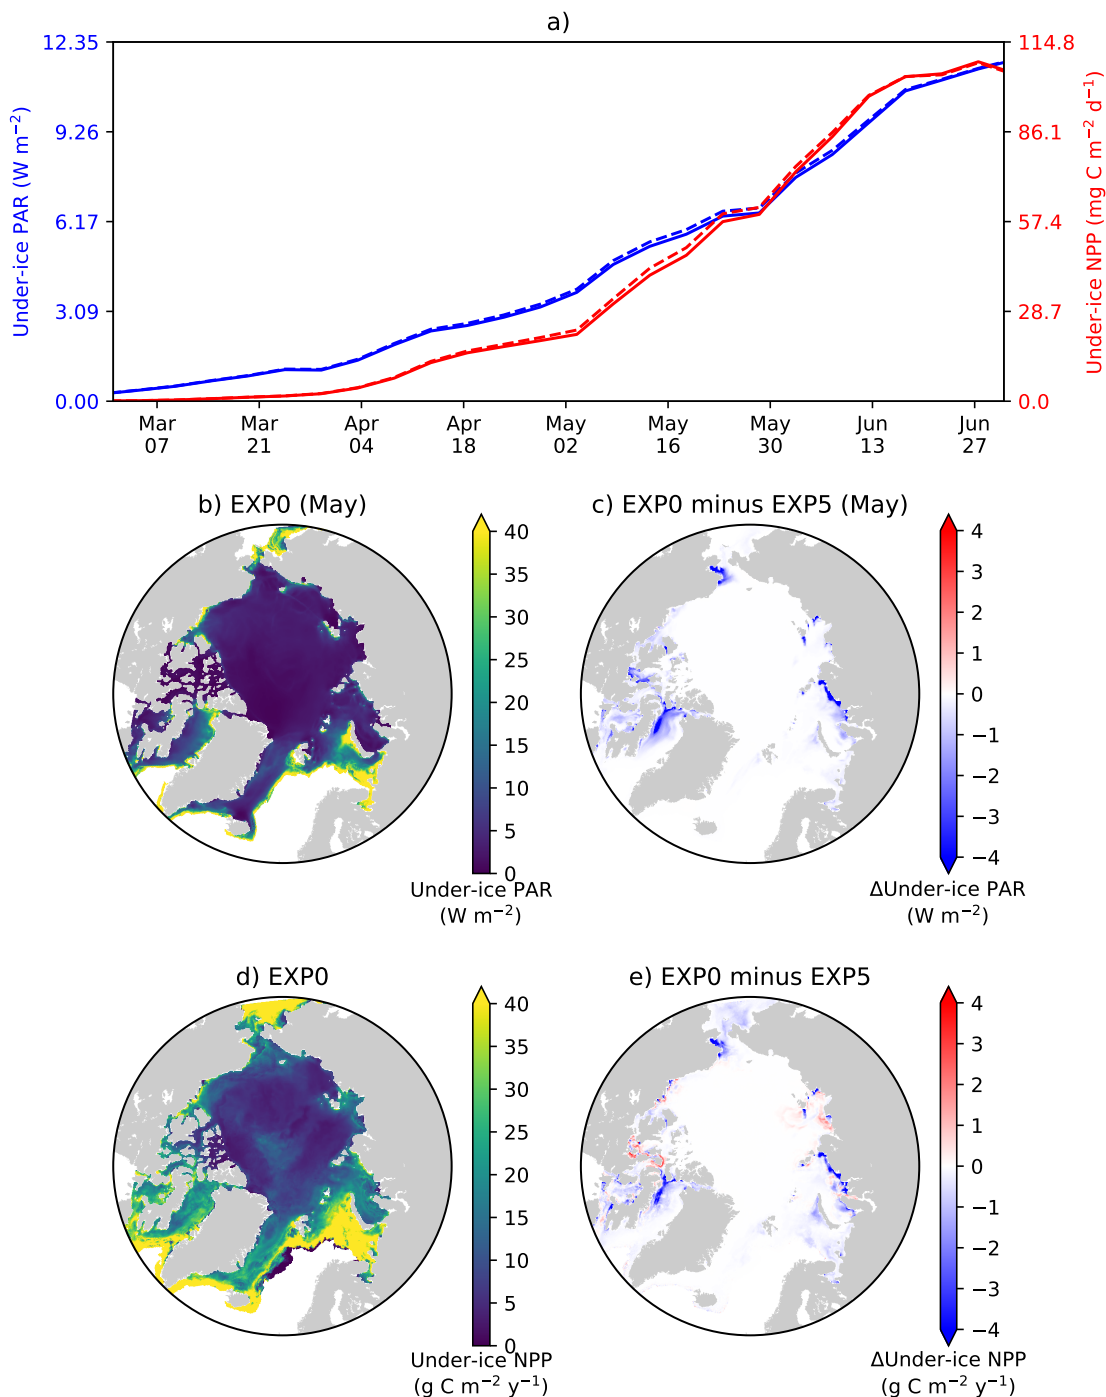 a)
12.35
9.26
6.17
3.09
0.00
Under-ice PAR (W m⁻²)
114.8
86.1
57.4
28.7
0.0
Under-ice NPP (mg C m⁻² d⁻¹)
Mar 07
Mar 21
Apr 04
Apr 18
May 02
May 16
May 30
Jun 13
Jun 27
b) EXP0 (May)
40
35
30
25
20
15
10
5
0
Under-ice PAR
(W m⁻²)
c) EXP0 minus EXP5 (May)
4
3
2
1
0
−1
−2
−3
−4
ΔUnder-ice PAR
(W m⁻²)
d) EXP0
40
35
30
25
20
15
10
5
0
Under-ice NPP
(g C m⁻² y⁻¹)
e) EXP0 minus EXP5
4
3
2
1
0
−1
−2
−3
−4
ΔUnder-ice NPP
(g C m⁻² y⁻¹)